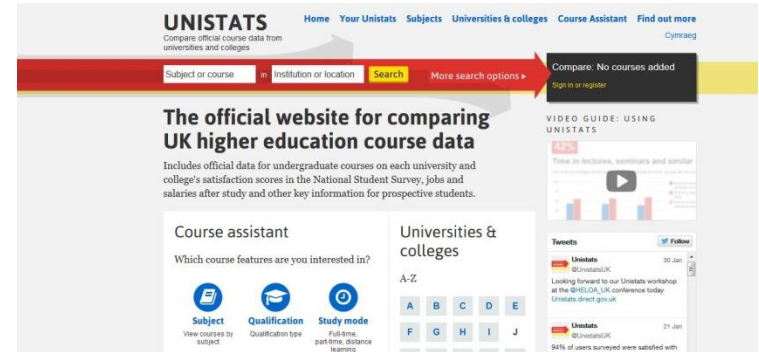 UNISTATS
Compare official course data from
universities and colleges
Home Your Unistats Subjects Universities & colleges Course Assistant Find out more
Cymraeg
Subject or course in Institution or location Search More search options
Compare: No courses added
Sign in or register
The official website for comparing
UK higher education course data
Includes official data for undergraduate courses on each university and
college's satisfaction scores in the National Student Survey, jobs and
salaries after study and other key information for prospective students.
VIDEO GUIDE: USING
UNISTATS
42%
Time in lectures, seminars and similar
Course assistant
Which course features are you interested in?
Subject
View courses by
subject
Qualification
Qualification type
Study mode
Full-time,
part-time, distance
learning
Universities &
colleges
A-Z
A B C D E
F G H I J
Tweets Follow
Unistats 30 Jan
@UnistatsUK
Looking forward to our Unistats workshop
at the @HELOA_UK conference today
Unistats.direct.gov.uk
Unistats 21 Jan
@UnistatsUK
94% of users surveyed were satisfied with